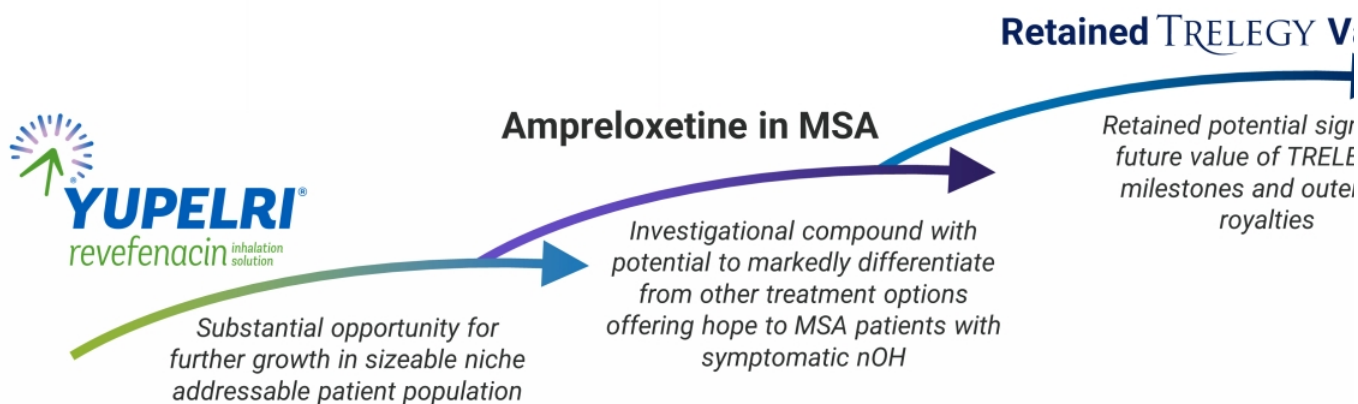 YUPELRI®
revefenacin inhalation solution
Substantial opportunity for
further growth in sizeable niche
addressable patient population
Ampreloxetine in MSA
Investigational compound with
potential to markedly differentiate
from other treatment options
offering hope to MSA patients with
symptomatic nOH
Retained TRELEGY
Retained potential
future value of
milestones and
royalties